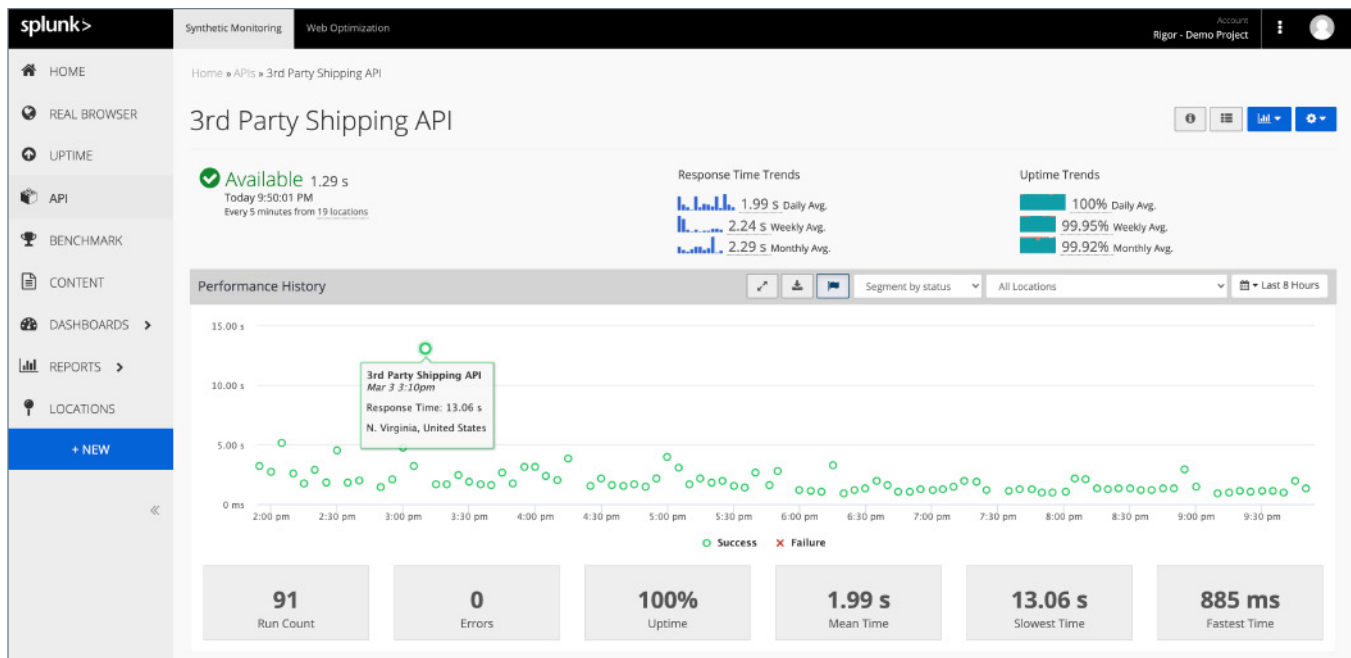 splunk>
Synthetic Monitoring
Web Optimization
Account
Rigor - Demo Project
HOME
REAL BROWSER
UPTIME
API
BENCHMARK
CONTENT
DASHBOARDS
REPORTS
LOCATIONS
+ NEW
Home » APIs » 3rd Party Shipping API
3rd Party Shipping API
Available 1.29 s
Today 9:50:01 PM
Every 5 minutes from 19 locations
Response Time Trends
1.99 s Daily Avg.
2.24 s Weekly Avg.
2.29 s Monthly Avg.
Uptime Trends
100% Daily Avg.
99.95% Weekly Avg.
99.92% Monthly Avg.
Performance History
Segment by status
All Locations
Last 8 Hours
15.00 s
10.00 s
5.00 s
0 ms
3rd Party Shipping API
Mar 3 3:10pm
Response Time: 13.06 s
N. Virginia, United States
2:00 pm 2:30 pm 3:00 pm 3:30 pm 4:00 pm 4:30 pm 5:00 pm 5:30 pm 6:00 pm 6:30 pm 7:00 pm 7:30 pm 8:00 pm 8:30 pm 9:00 pm 9:30 pm
Success Failure
91
Run Count
0
Errors
100%
Uptime
1.99 s
Mean Time
13.06 s
Slowest Time
885 ms
Fastest Time